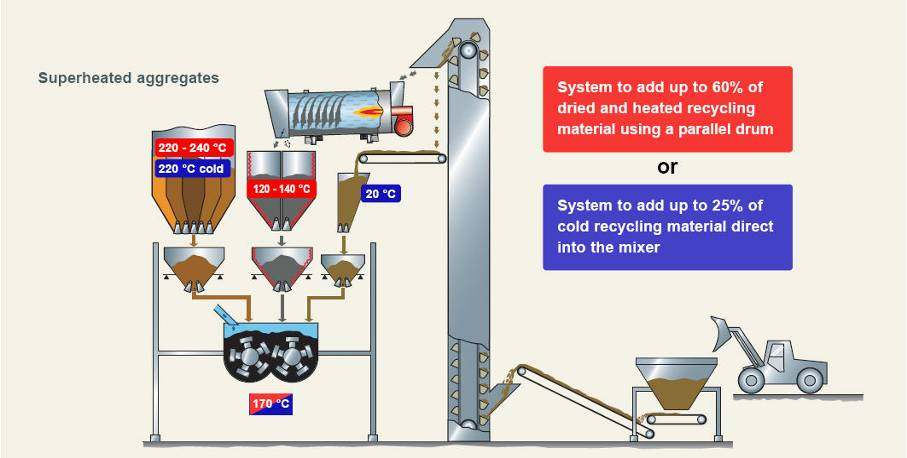 Superheated aggregates
System to add up to 60% of
dried and heated recycling
material using a parallel drum
or
System to add up to 25% of
cold recycling material direct
into the mixer
220 - 240 °C
220 °C cold
120 - 140 °C
20 °C
170 °C